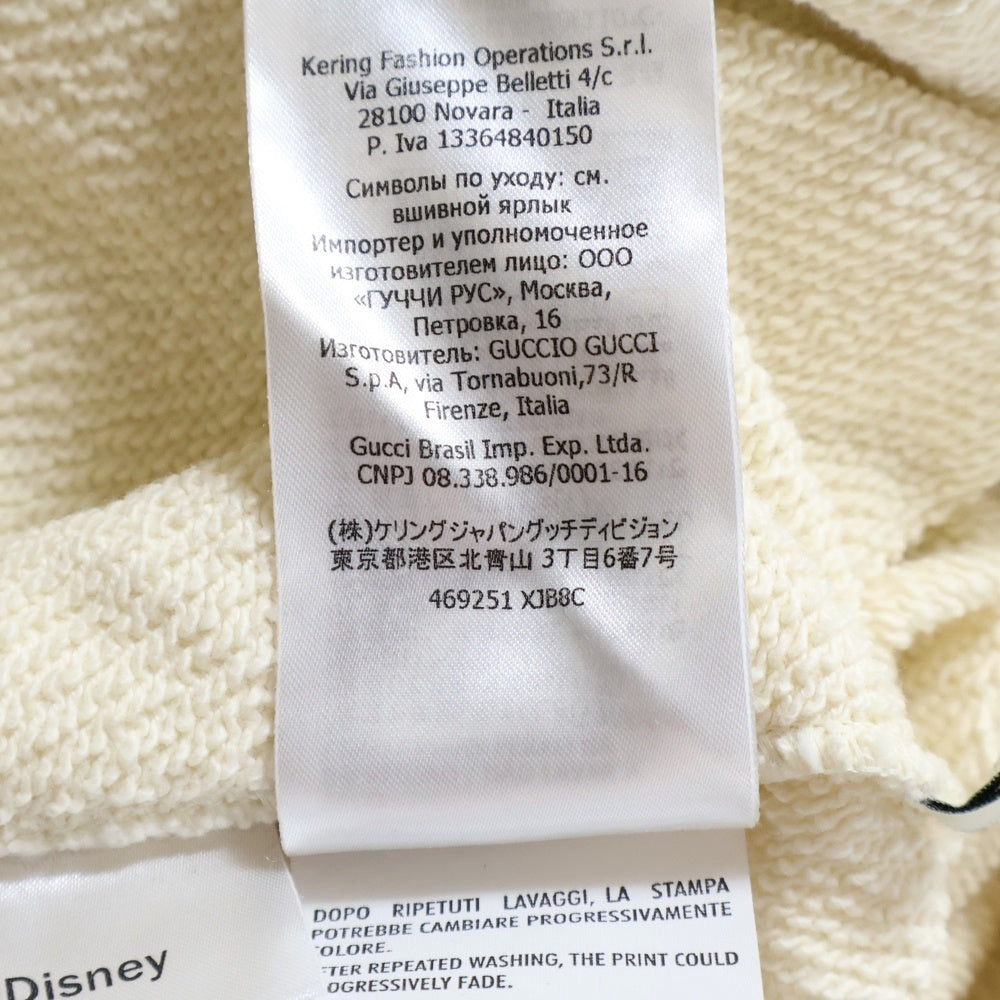 Kering Fashion Operations S.r.l.
Via Giuseppe Belletti 4/c
28100 Novara - Italia
P. Iva 13364840150
Символы по уходу: см.
вшивной ярлык
Импортер и уполномоченное
изготовителем лицо: ООО
«ГУЧЧИ РУС», Москва,
Петровка, 16
Изготовитель: GUCCIO GUCCI
S.p.A, via Tornabuoni,73/R
Firenze, Italia
Gucci Brasil Imp. Exp. Ltda.
CNPJ 08.338.986/0001-16
(株)ケリングジャパングッチディビジョン
東京都港区北青山 3丁目6番7号
469251 XJB8C
DOPO RIPETUTI LAVAGGI, LA STAMPA
POTREBBE CAMBIARE PROGRESSIVAMENTE
OLORE.
TER REPEATED WASHING, THE PRINT COULD
OGRESSIVELY FADE.
Disney